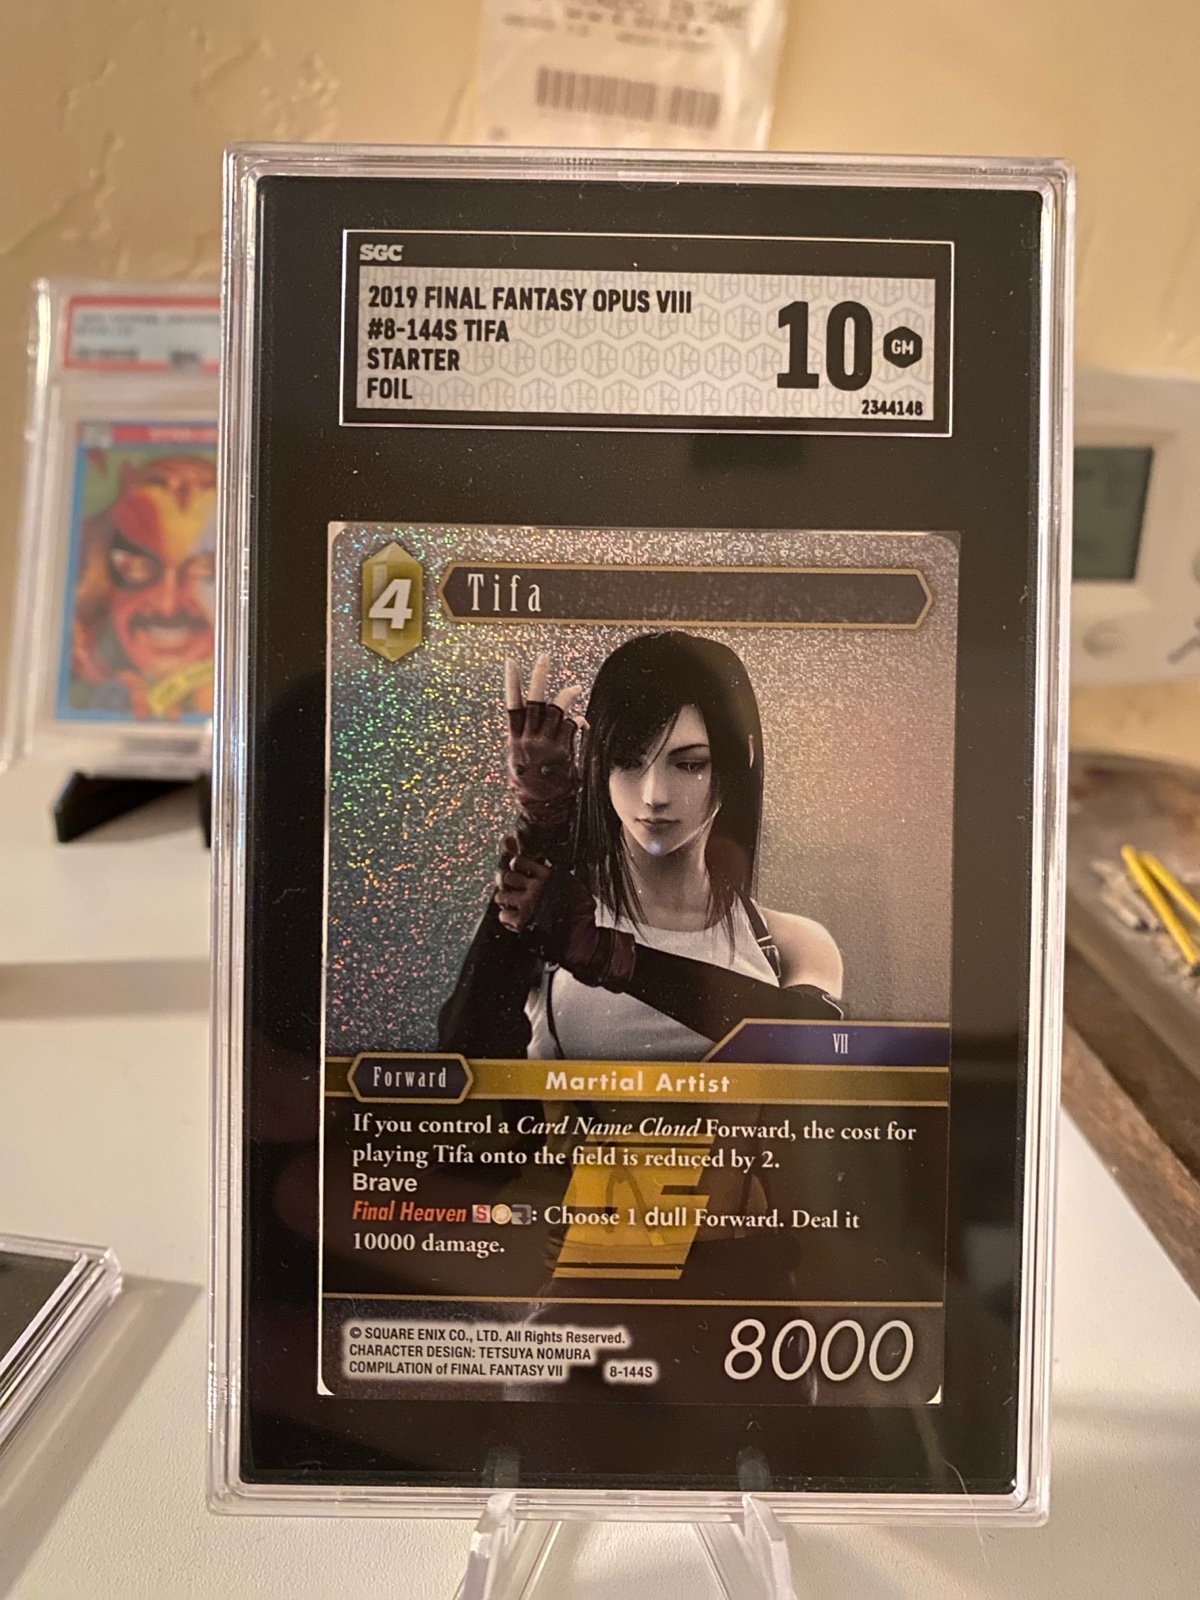 SGC
2019 FINAL FANTASY OPUS VIII
#8-144S TIFA
STARTER
FOIL
10
GM
2344148
4
Tifa
VII
Forward
Martial Artist
If you control a Card Name Cloud Forward, the cost for
playing Tifa onto the field is reduced by 2.
Brave
Final Heaven S : Choose 1 dull Forward. Deal it
10000 damage.
© SQUARE ENIX CO., LTD. All Rights Reserved.
CHARACTER DESIGN: TETSUYA NOMURA
COMPILATION of FINAL FANTASY VII
8-144S
8000